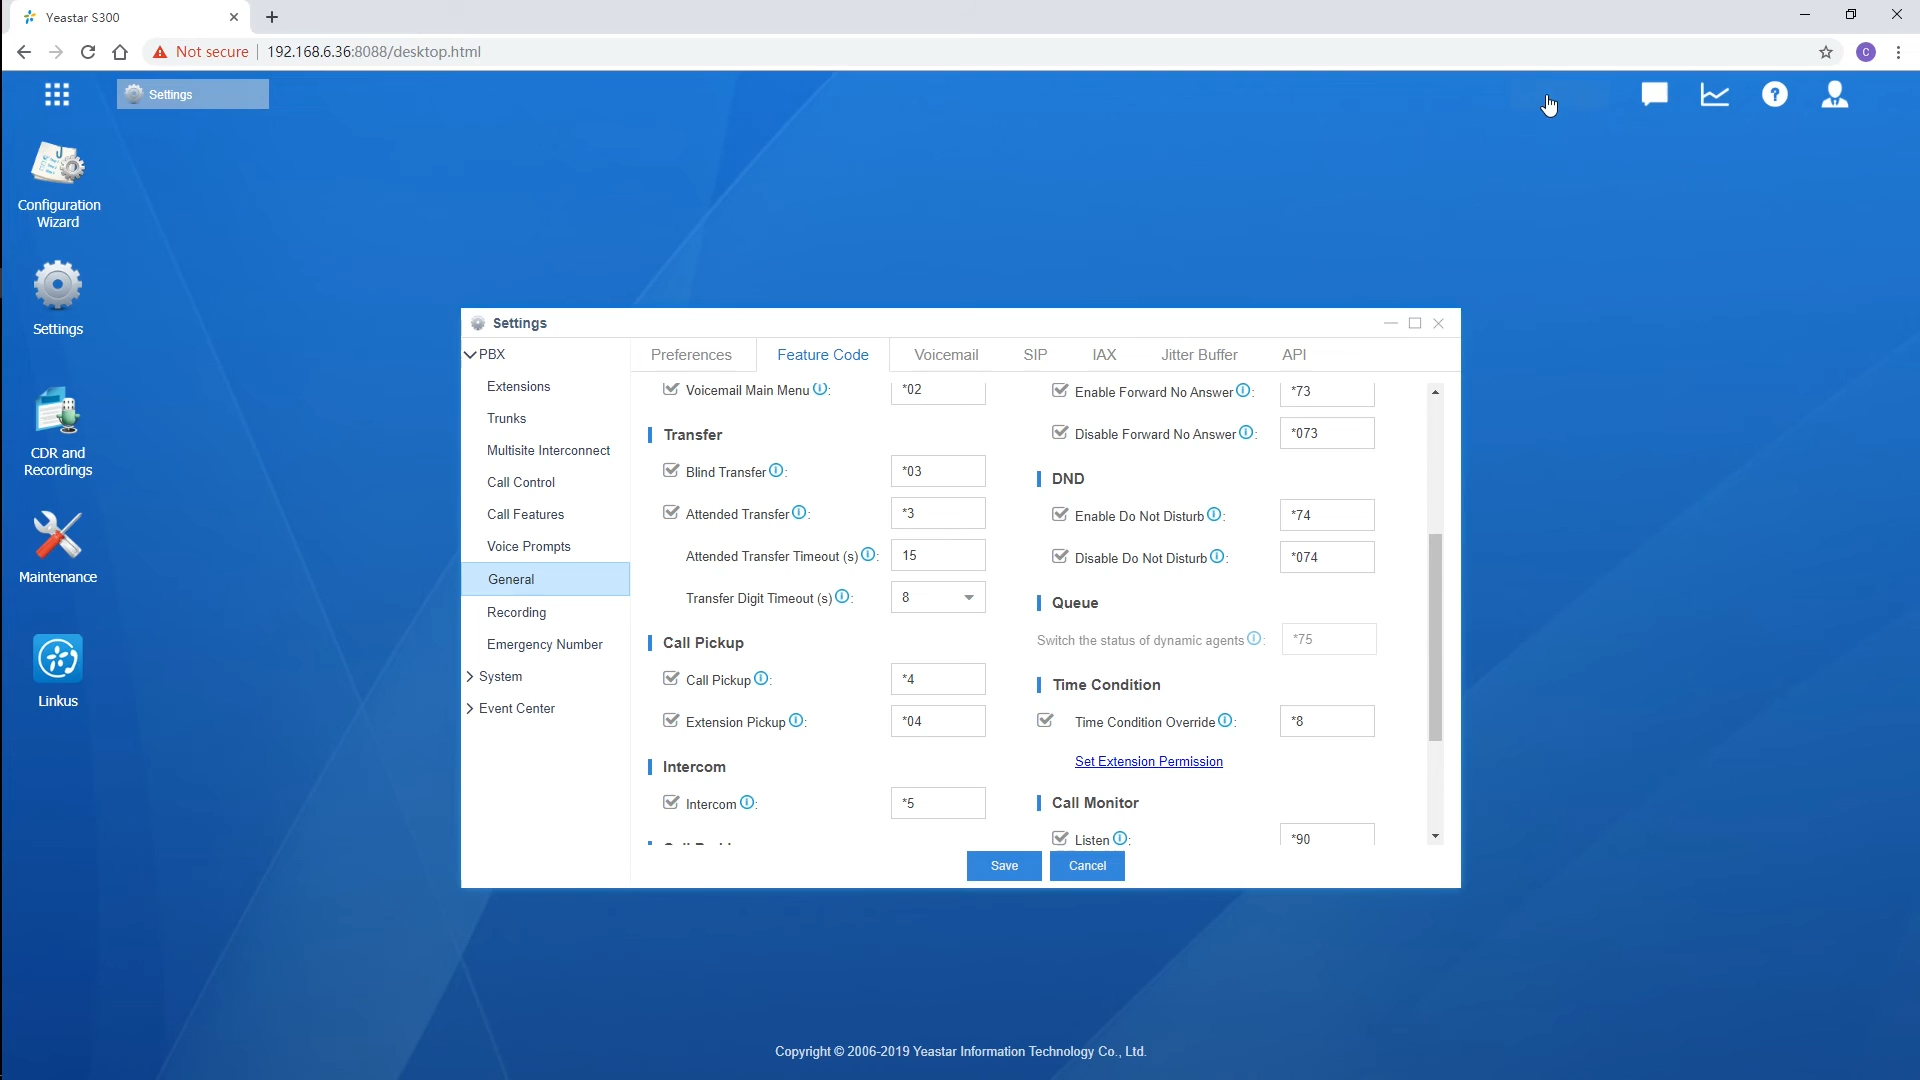 Yeastar S300
Not secure
192.168.6.36:8088/desktop.html
C
Settings
Configuration
Wizard
Settings
CDR and
Recordings
Maintenance
Linkus
Settings
PBX
Extensions
Trunks
Multisite Interconnect
Call Control
Call Features
Voice Prompts
General
Recording
Emergency Number
System
Event Center
Preferences
Feature Code
Voicemail
SIP
IAX
Jitter Buffer
API
Voicemail Main Menu : *02
Transfer
Blind Transfer : *03
Attended Transfer : *3
Attended Transfer Timeout (s) : 15
Transfer Digit Timeout (s) : 8
Call Pickup
Call Pickup : *4
Extension Pickup : *04
Intercom
Intercom : *5
Enable Forward No Answer : *73
Disable Forward No Answer : *073
DND
Enable Do Not Disturb : *74
Disable Do Not Disturb : *074
Queue
Switch the status of dynamic agents : *75
Time Condition
Time Condition Override : *8
Set Extension Permission
Call Monitor
Listen : *90
Save
Cancel
Copyright © 2006-2019 Yeastar Information Technology Co., Ltd.